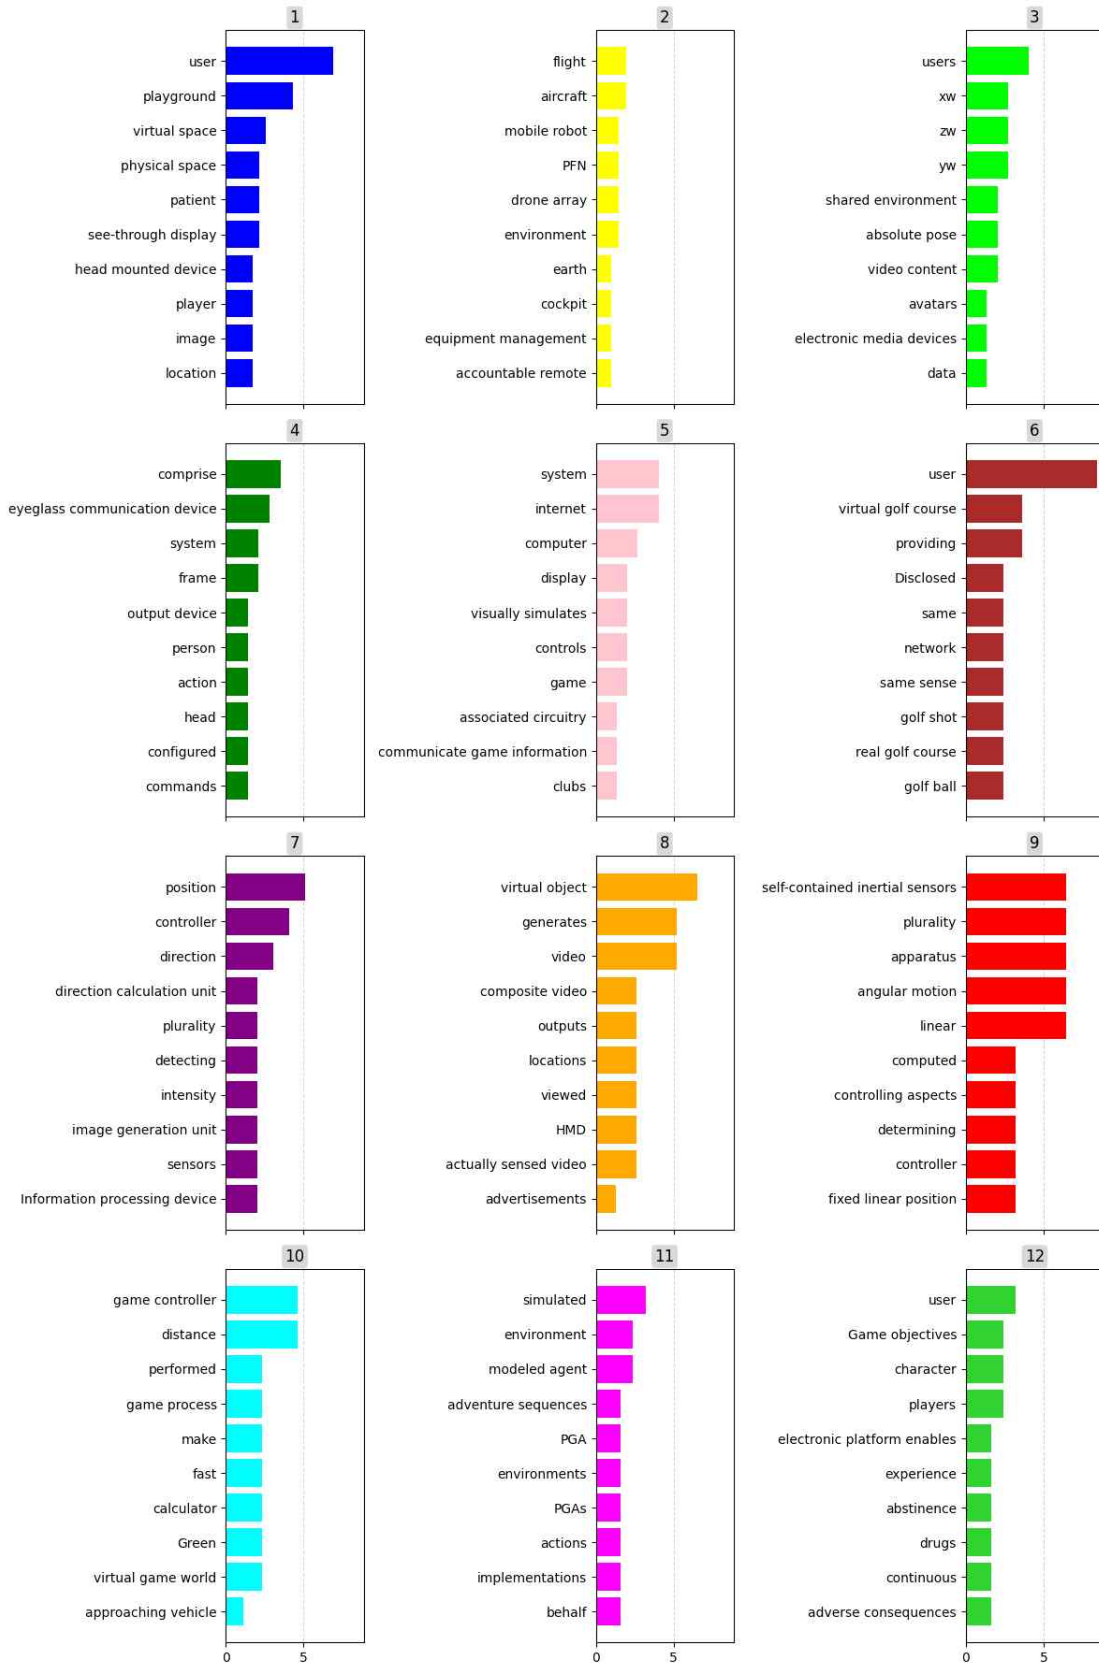 1
user
playground
virtual space
physical space
patient
see-through display
head mounted device
player
image
location
2
flight
aircraft
mobile robot
PFN
drone array
environment
earth
cockpit
equipment management
accountable remote
3
users
xw
zw
yw
shared environment
absolute pose
video content
avatars
electronic media devices
data
4
comprise
eyeglass communication device
system
frame
output device
person
action
head
configured
commands
5
system
internet
computer
display
visually simulates
controls
game
associated circuitry
communicate game information
clubs
6
user
virtual golf course
providing
Disclosed
same
network
same sense
golf shot
real golf course
golf ball
7
position
controller
direction
direction calculation unit
plurality
detecting
intensity
image generation unit
sensors
Information processing device
8
virtual object
generates
video
composite video
outputs
locations
viewed
HMD
actually sensed video
advertisements
9
self-contained inertial sensors
plurality
apparatus
angular motion
linear
computed
controlling aspects
determining
controller
fixed linear position
10
game controller
distance
performed
game process
make
fast
calculator
Green
virtual game world
approaching vehicle
0 5
11
simulated
environment
modeled agent
adventure sequences
PGA
environments
PGAs
actions
implementations
behalf
0 5
12
user
Game objectives
character
players
electronic platform enables
experience
abstinence
drugs
continuous
adverse consequences
0 5